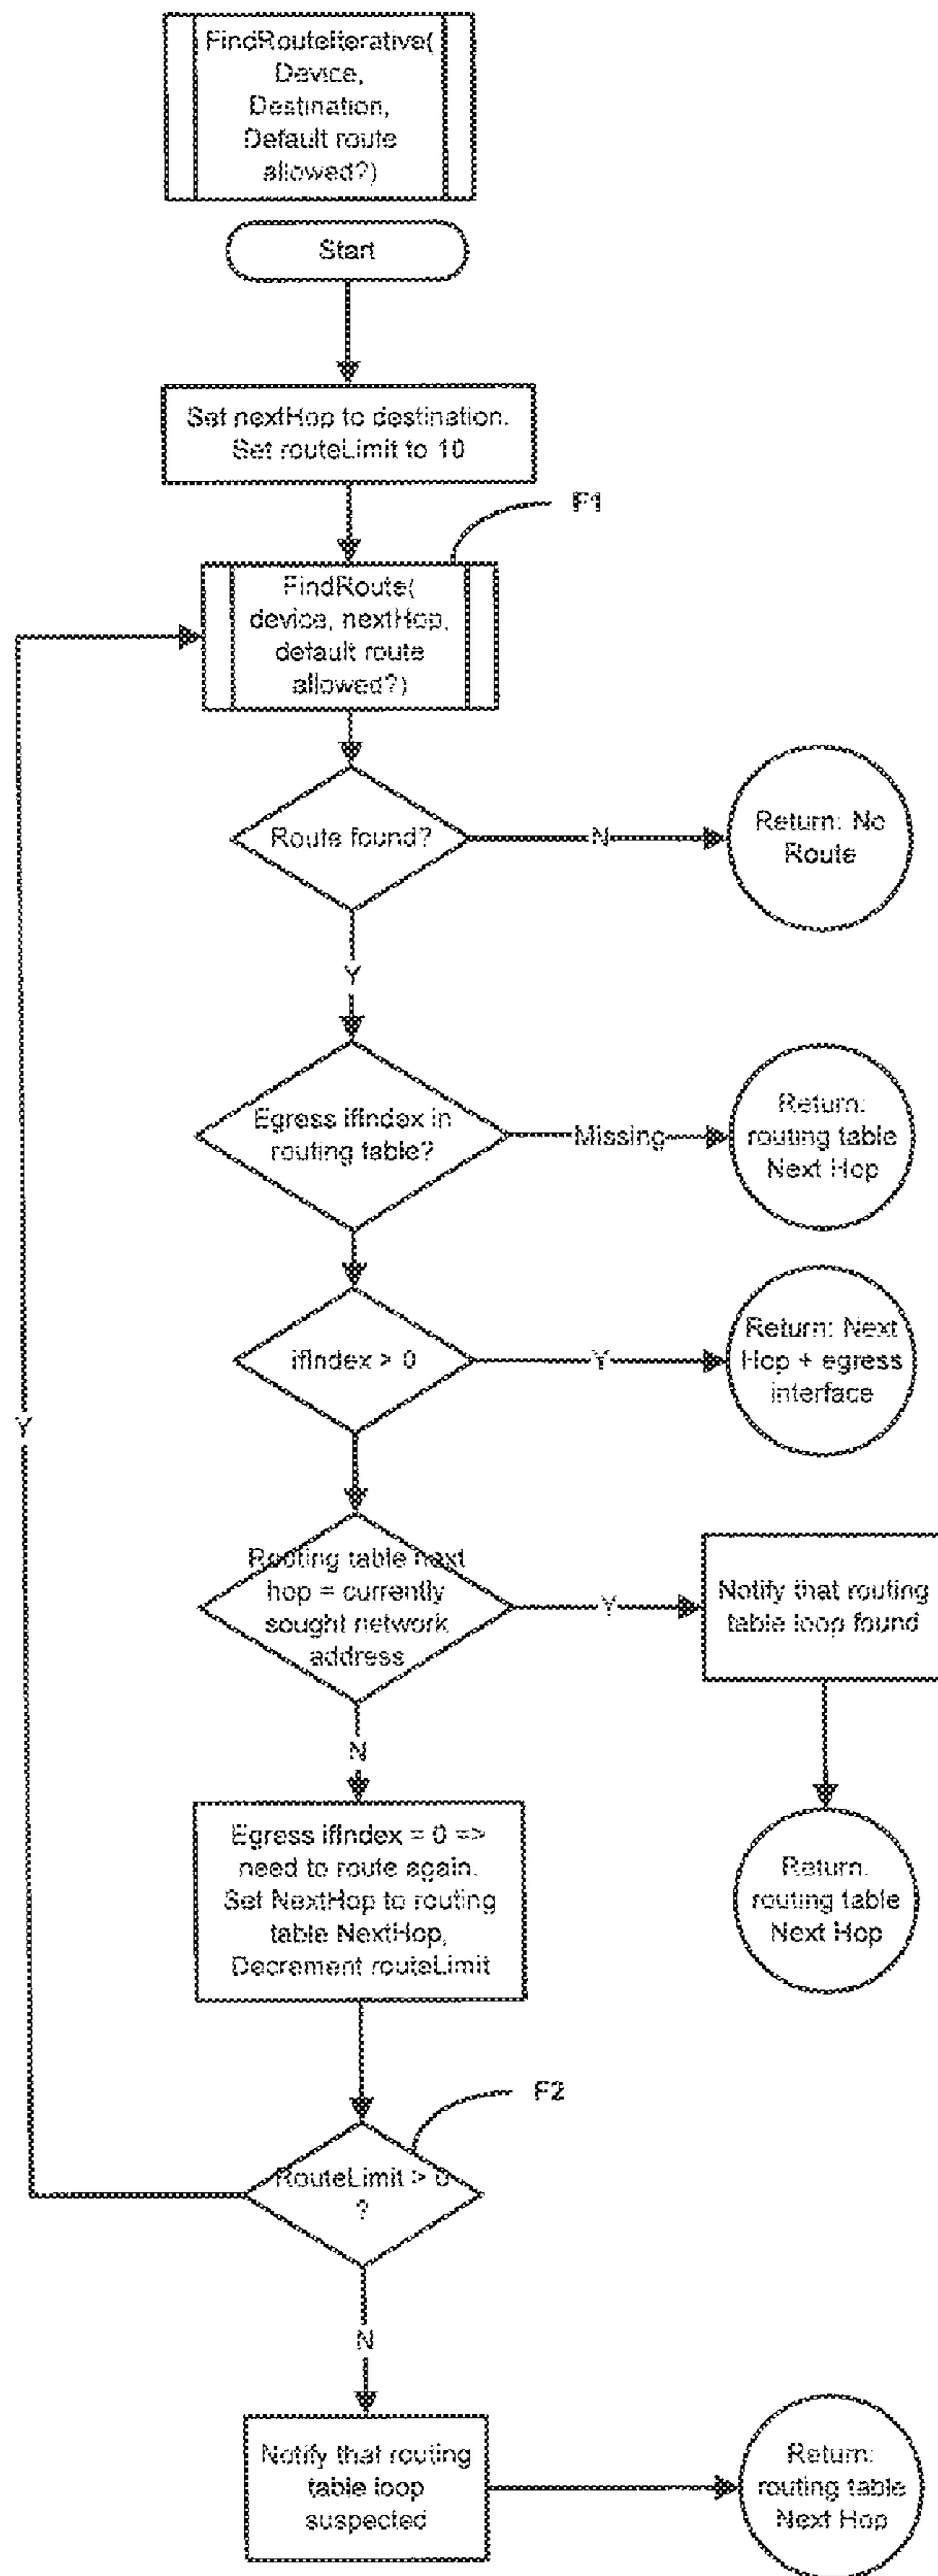 FindRouteIterative(
Device,
Destination,
Default route
allowed?)
Start
Set nextHop to destination.
Set routeLimit to 10
F1
FindRoute(
device, nextHop,
default route
allowed?)
Route found?
N
Return: No
Route
Y
Egress ifIndex in
routing table?
Missing
Return:
routing table
Next Hop
ifIndex > 0
Y
Return: Next
Hop + egress
interface
Y
Routing table next
hop = currently
sought network
address
Y
Notify that routing
table loop found
N
Egress ifIndex = 0 =>
need to route again.
Set NextHop to routing
table NextHop,
Decrement routeLimit
Return:
routing table
Next Hop
F2
RouteLimit > 0
?
N
Notify that routing
table loop
suspected
Return:
routing table
Next Hop